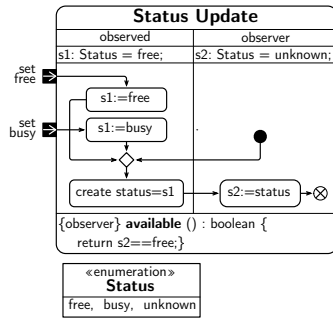 Status Update
observed observer
s1: Status = free; s2: Status = unknown;
set
free
s1:=free
set
busy
s1:=busy
create status=s1 s2:=status
{observer} available () : boolean {
return s2==free;}
«enumeration»
Status
free, busy, unknown